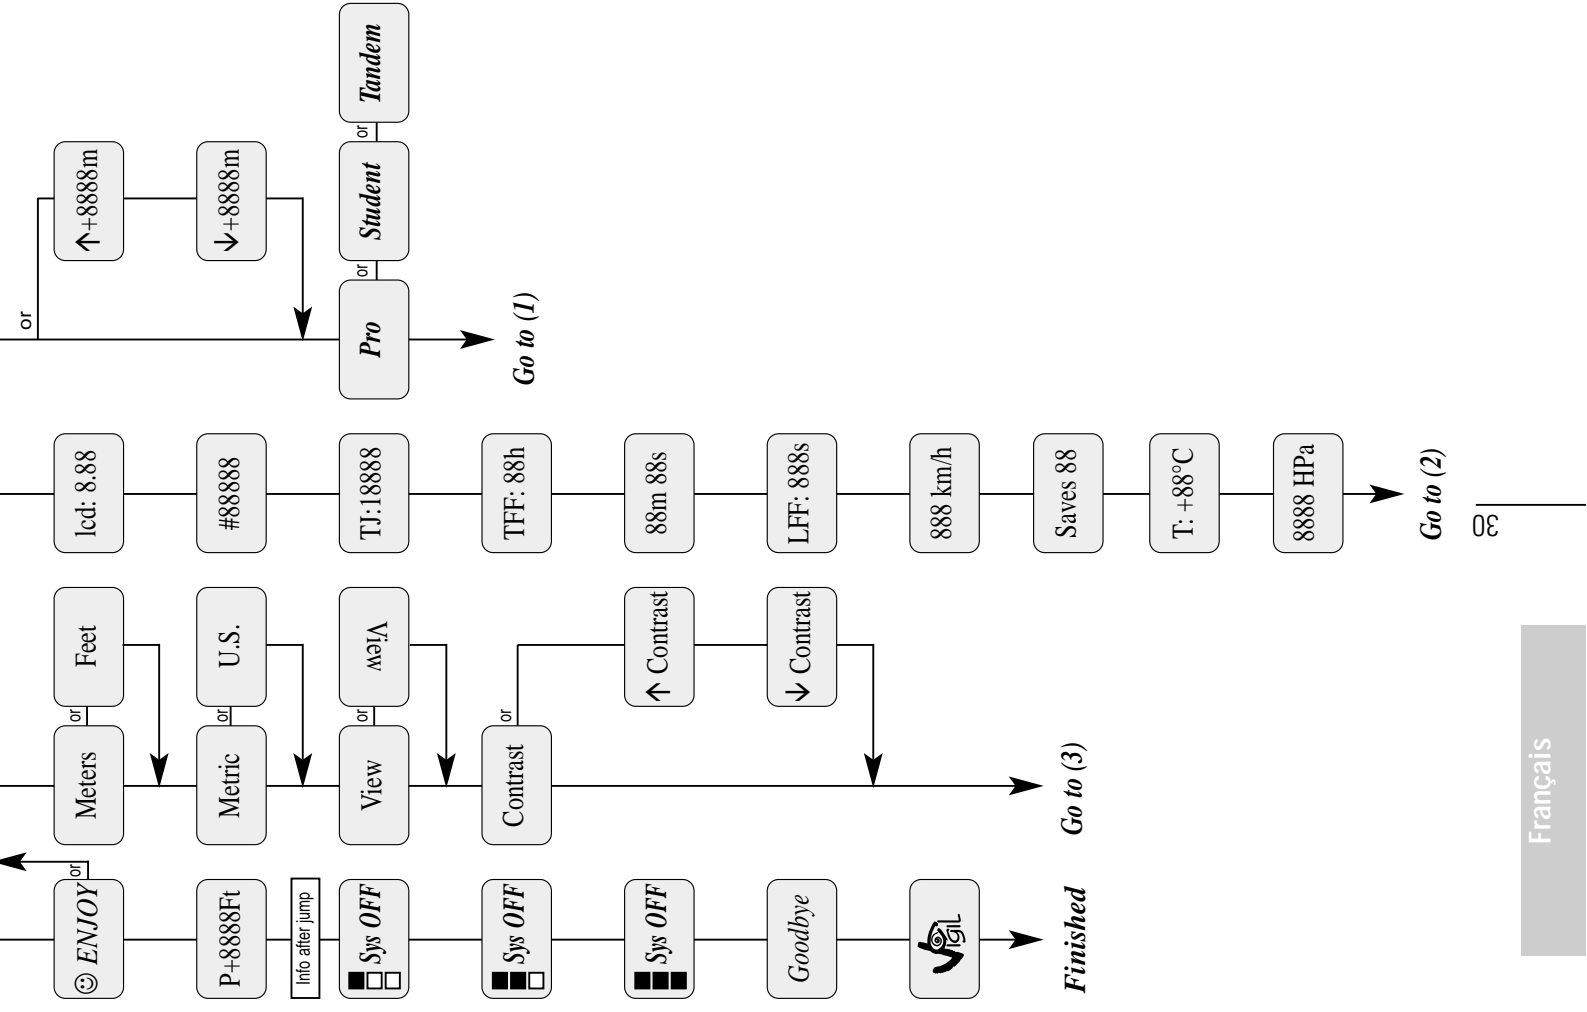 or
↑+8888m
↓+8888m
Pro
or
Student
or
Tandem
Go to (1)
lcd: 8.88
#88888
TJ:18888
TFF: 88h
88m 88s
LFF: 888s
888 km/h
Saves 88
T: +88°C
8888 HPa
Go to (2)
Meters
or
Feet
Metric
or
U.S.
View
or
View
Contrast
or
↑ Contrast
↓ Contrast
Go to (3)
☺ ENJOY
or
P+8888Ft
Info after jump
■□□ Sys OFF
■■□ Sys OFF
■■■ Sys OFF
Goodbye
Vigil
Finished
30
Français